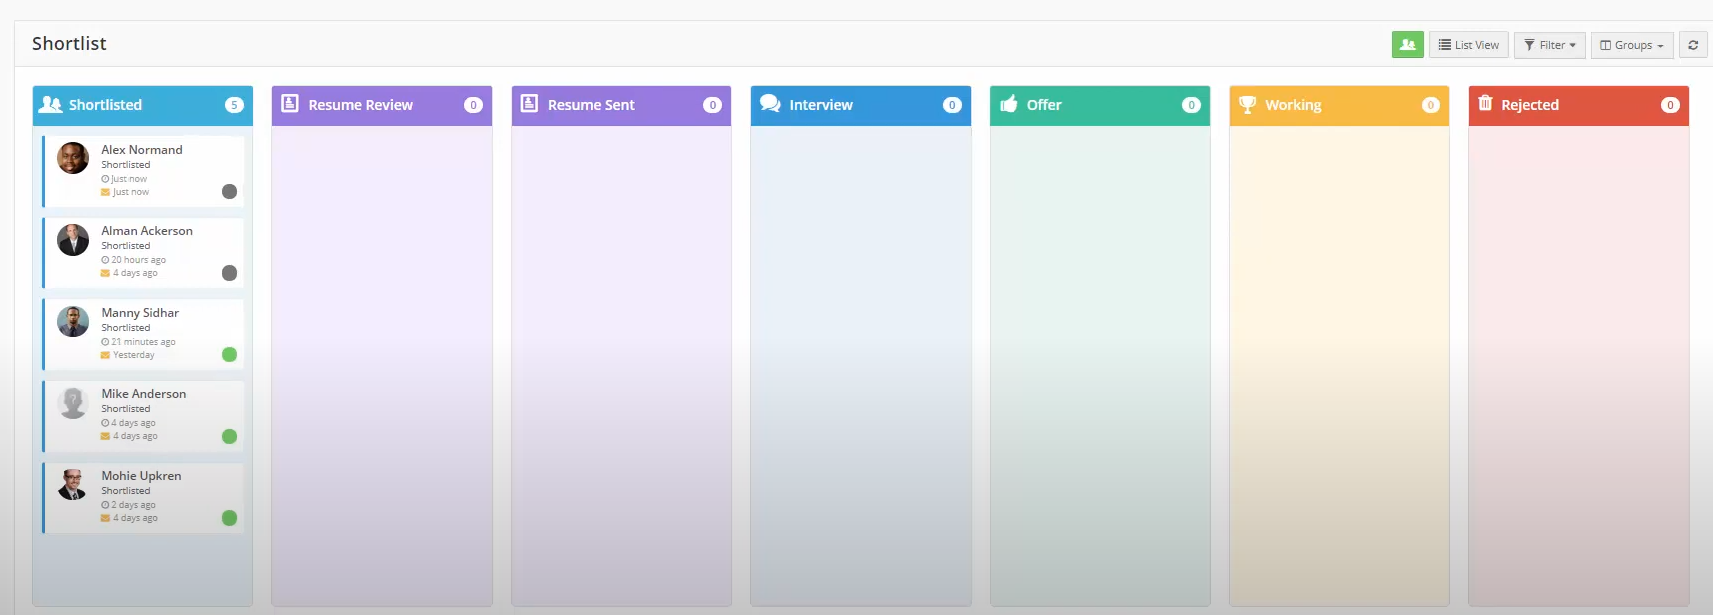 Shortlist
List View
Filter
Groups
Shortlisted 5
Resume Review 0
Resume Sent 0
Interview 0
Offer 0
Working 0
Rejected 0
Alex Normand
Shortlisted
Just now
Just now
Alman Ackerson
Shortlisted
20 hours ago
4 days ago
Manny Sidhar
Shortlisted
21 minutes ago
Yesterday
Mike Anderson
Shortlisted
4 days ago
4 days ago
Mohie Upkren
Shortlisted
2 days ago
4 days ago